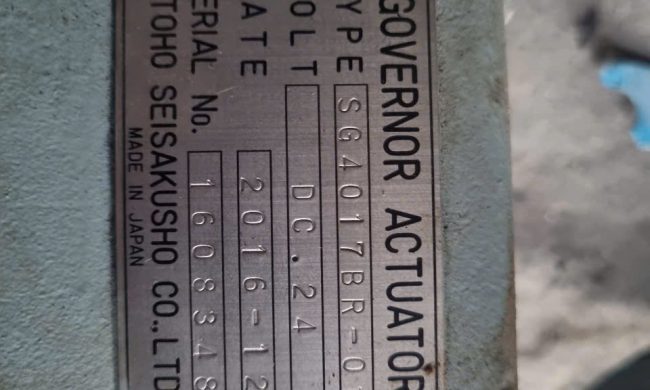 GOVERNOR ACTUATOR
YPE SG4017BR-0
OLT DC.24
ATE 2016-12
ERIAL No. 608348
TOHO SEISAKUSHO CO.,LTD
MADE IN JAPAN